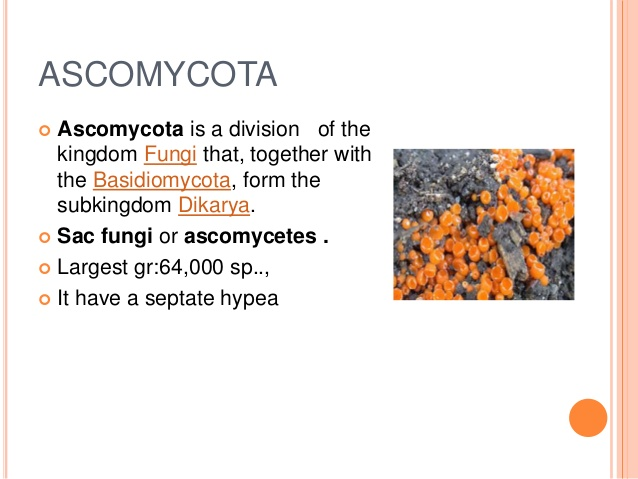 ASCOMYCOTA
Ascomycota is a division of the
kingdom Fungi that, together with
the Basidiomycota, form the
subkingdom Dikarya.
Sac fungi or ascomycetes .
Largest gr:64,000 sp..,
It have a septate hypea